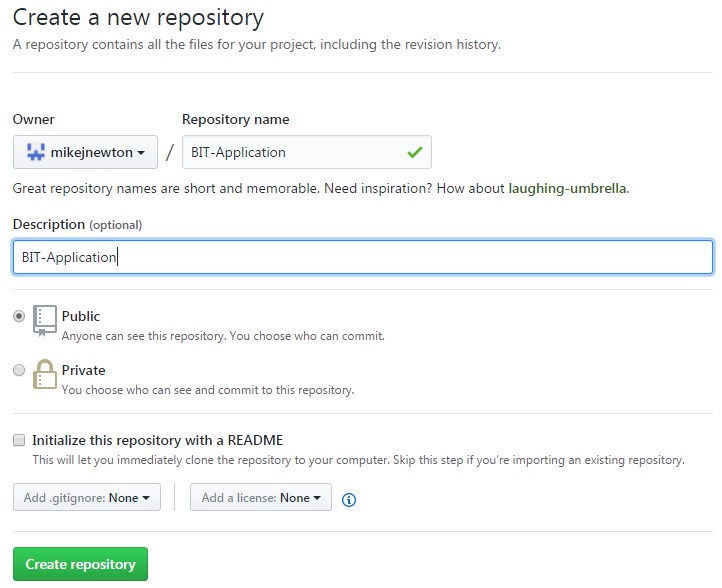 Create a new repository
A repository contains all the files for your project, including the revision history.
Owner Repository name
mikejnewton / BIT-Application
Great repository names are short and memorable. Need inspiration? How about laughing-umbrella.
Description (optional)
BIT-Application
Public
Anyone can see this repository. You choose who can commit.
Private
You choose who can see and commit to this repository.
Initialize this repository with a README
This will let you immediately clone the repository to your computer. Skip this step if you're importing an existing repository.
Add .gitignore: None Add a license: None
Create repository